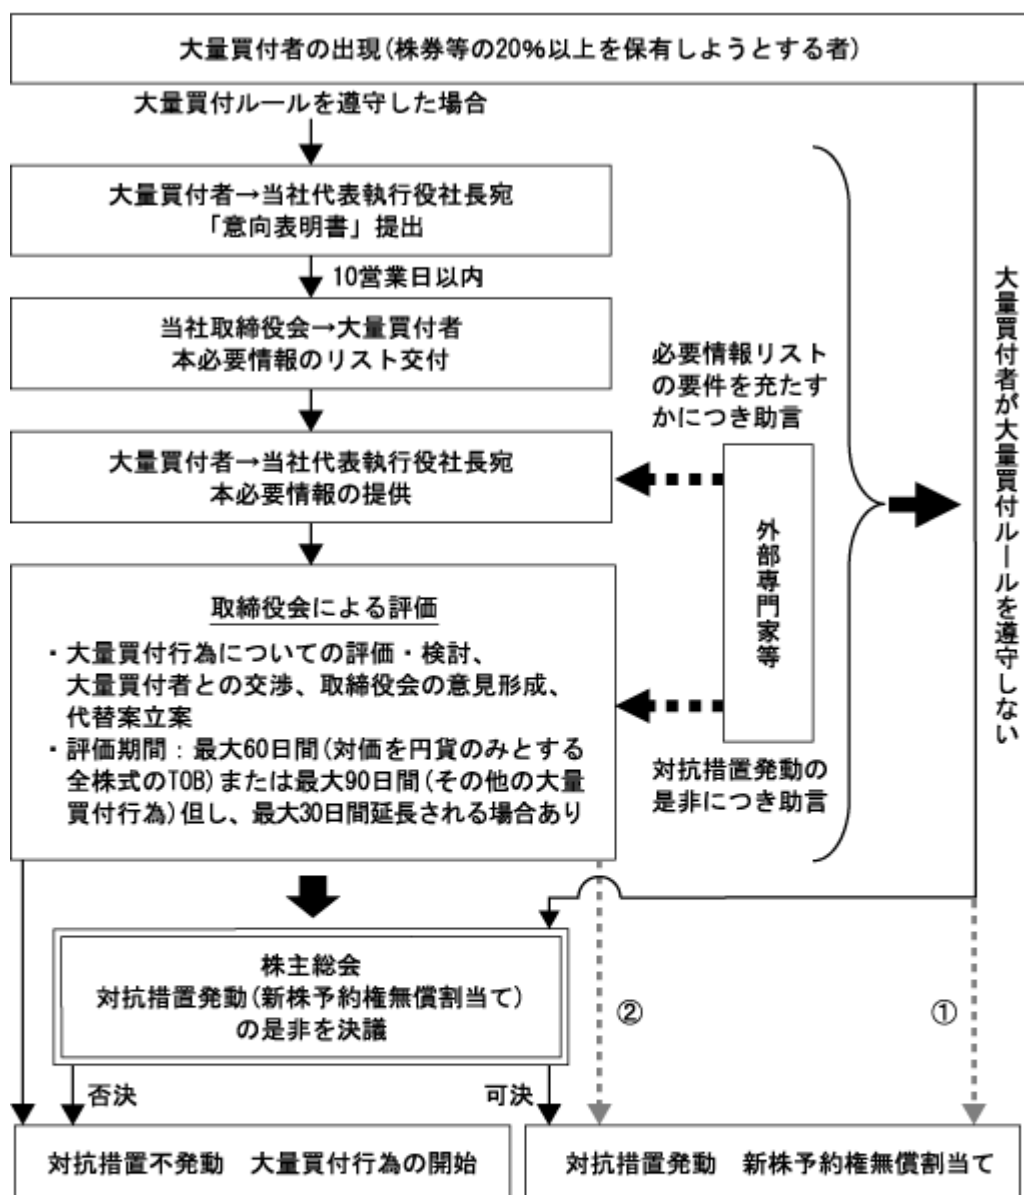 大量買付者の出現(株券等の20%以上を保有しようとする者)
大量買付ルールを遵守した場合
大量買付者→当社代表執行役社長宛
「意向表明書」提出
10営業日以内
当社取締役会→大量買付者
本必要情報のリスト交付
大量買付者→当社代表執行役社長宛
本必要情報の提供
取締役会による評価
・大量買付行為についての評価・検討、
大量買付者との交渉、取締役会の意見形成、
代替案立案
・評価期間：最大60日間(対価を円貨のみとする
全株式のTOB)または最大90日間(その他の大量
買付行為)但し、最大30日間延長される場合あり
必要情報リスト
の要件を充たす
かにつき助言
外部専門家等
対抗措置発動の
是非につき助言
大量買付者が大量買付ルールを遵守しない
株主総会
対抗措置発動(新株予約権無償割当て)
の是非を決議
②
①
否決
可決
対抗措置不発動　大量買付行為の開始
対抗措置発動　新株予約権無償割当て